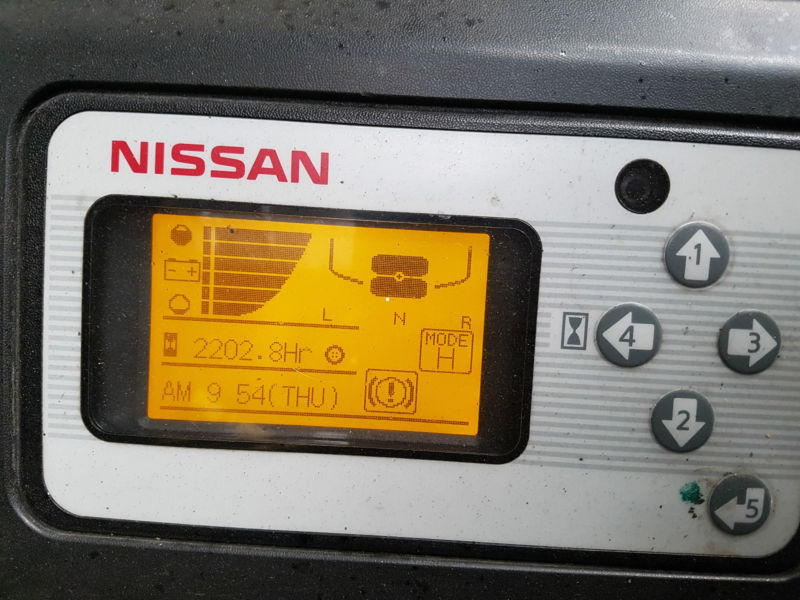 NISSAN
L N R
2202.8Hr
MODE
H
AM 9 54(THU)
1
4
3
2
5